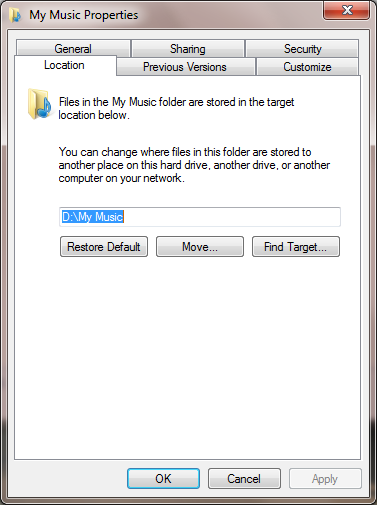 My Music Properties
General
Sharing
Security
Location
Previous Versions
Customize
Files in the My Music folder are stored in the target
location below.
You can change where files in this folder are stored to
another place on this hard drive, another drive, or another
computer on your network.
D:\My Music
Restore Default
Move...
Find Target...
OK
Cancel
Apply